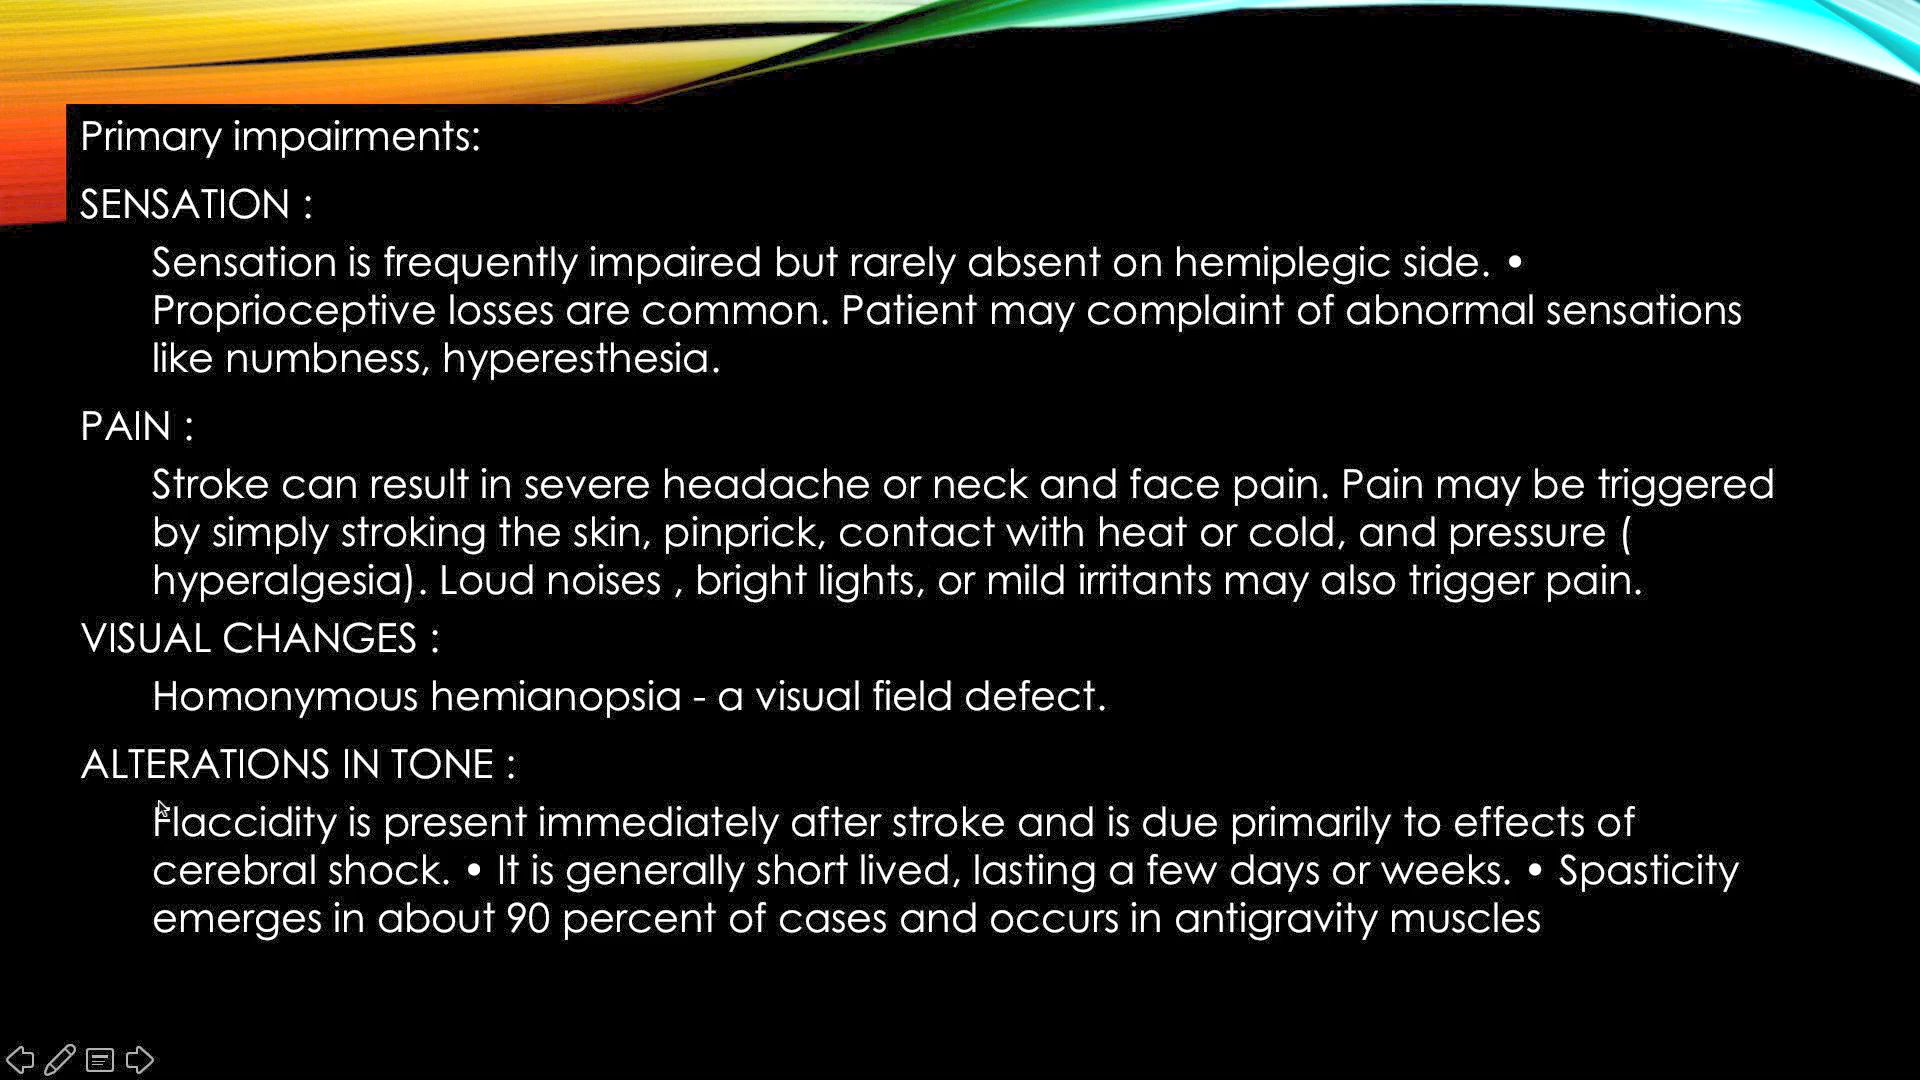 Primary impairments:
SENSATION :
Sensation is frequently impaired but rarely absent on hemiplegic side. •
Proprioceptive losses are common. Patient may complaint of abnormal sensations
like numbness, hyperesthesia.
PAIN :
Stroke can result in severe headache or neck and face pain. Pain may be triggered
by simply stroking the skin, pinprick, contact with heat or cold, and pressure (
hyperalgesia). Loud noises , bright lights, or mild irritants may also trigger pain.
VISUAL CHANGES :
Homonymous hemianopsia - a visual field defect.
ALTERATIONS IN TONE :
Flaccidity is present immediately after stroke and is due primarily to effects of
cerebral shock. • It is generally short lived, lasting a few days or weeks. • Spasticity
emerges in about 90 percent of cases and occurs in antigravity muscles